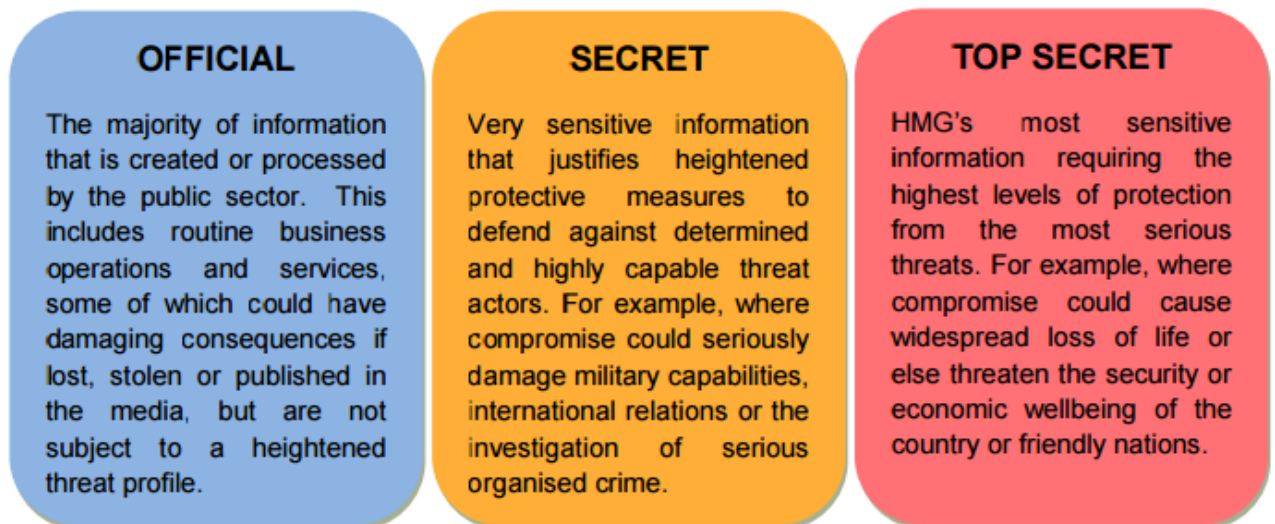 OFFICIAL
The majority of information
that is created or processed
by the public sector. This
includes routine business
operations and services,
some of which could have
damaging consequences if
lost, stolen or published in
the media, but are not
subject to a heightened
threat profile.
SECRET
Very sensitive information
that justifies heightened
protective measures to
defend against determined
and highly capable threat
actors. For example, where
compromise could seriously
damage military capabilities,
international relations or the
investigation of serious
organised crime.
TOP SECRET
HMG's most sensitive
information requiring the
highest levels of protection
from the most serious
threats. For example, where
compromise could cause
widespread loss of life or
else threaten the security or
economic wellbeing of the
country or friendly nations.